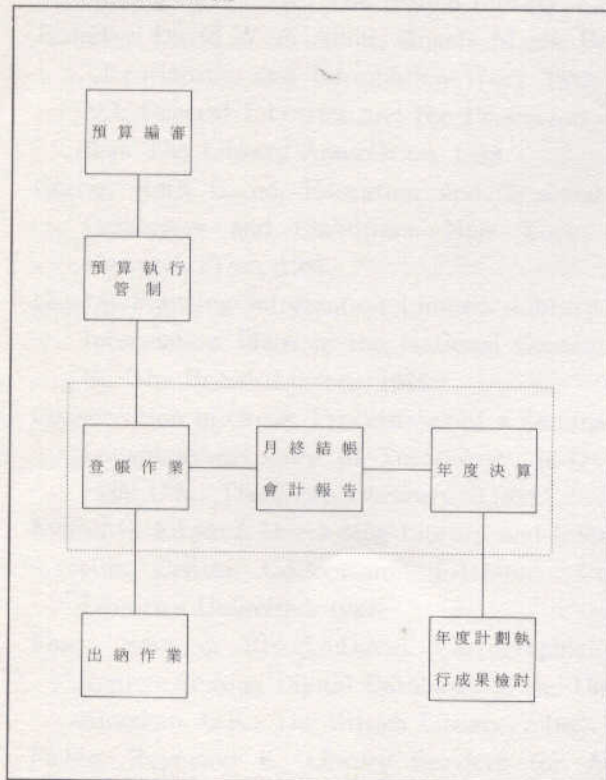 預算編審
預算執行
管制
登帳作業
月終結帳
會計報告
年度決算
出納作業
年度計劃執
行成果檢討